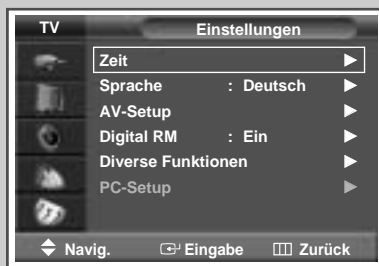 TV Einstellungen
Zeit
Sprache : Deutsch
AV-Setup
Digital RM : Ein
Diverse Funktionen
PC-Setup
Navig. Eingabe Zurück